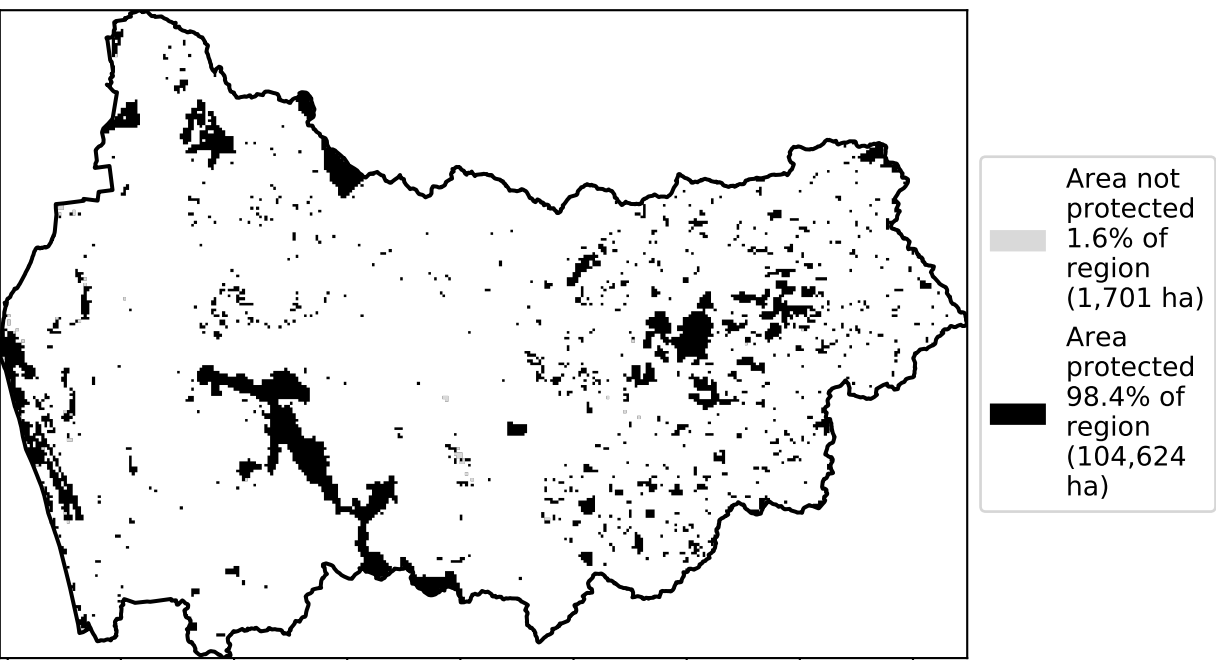 Area not
protected
1.6% of
region
(1,701 ha)
Area
protected
98.4% of
region
(104,624
ha)